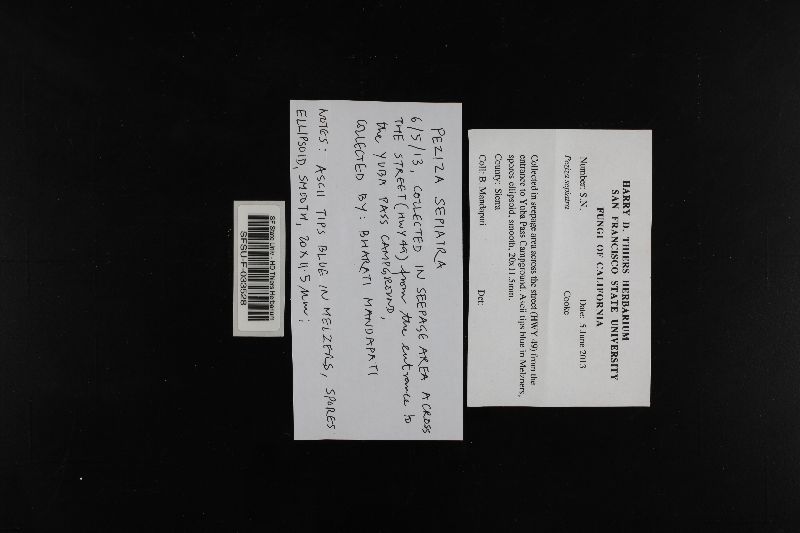 HARRY D. THIERS HERBARIUM
SAN FRANCISCO STATE UNIVERSITY
FUNGI OF CALIFORNIA
Number: S.N. Date: 5 June 2013
Peziza sepiatra Cooke
Collected in seepage area across the street (HWY 49) from the
entrance to Yuba Pass Campground. Ascii tips blue in Melzners,
spores ellipsoid, smooth, 20x11.5mm.
County: Sierra
Coll: B. Mandapati Det:
PEZIZA SEPIATRA
6/5/13, COLLECTED IN SEEPAGE AREA ACROSS
THE STREET (HWY 49) from the entrance to
the YUBA PASS CAMPGROUND,
COLLECTED BY: BHARATI MANDAPATI
NOTES: ASCII TIPS BLUE IN MELZERS, SPORES
ELLIPSOID, SMOOTH, 20 X 11.5 Mm;
SF State Univ. - HD Thiers Herbarium
SFSU-F-033528